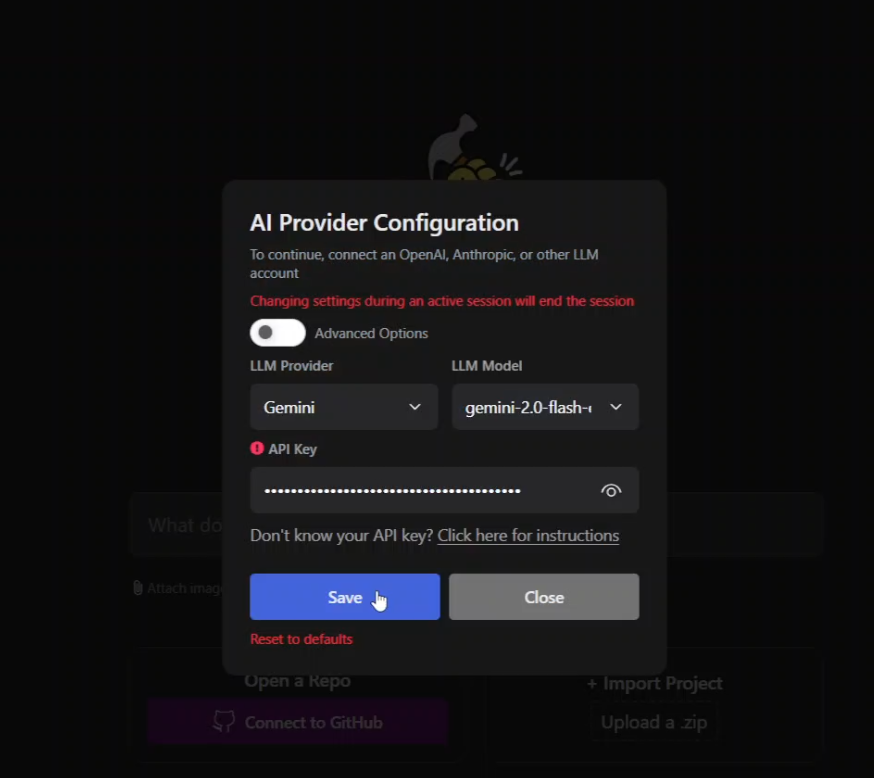 AI Provider Configuration
To continue, connect an OpenAI, Anthropic, or other LLM
account
Changing settings during an active session will end the session
Advanced Options
LLM Provider
LLM Model
Gemini
gemini-2.0-flash-
API Key
What do
Don't know your API key? Click here for instructions
Attach image
Save
Close
Reset to defaults
Open a Repo
+ Import Project
Connect to GitHub
Upload a .zip